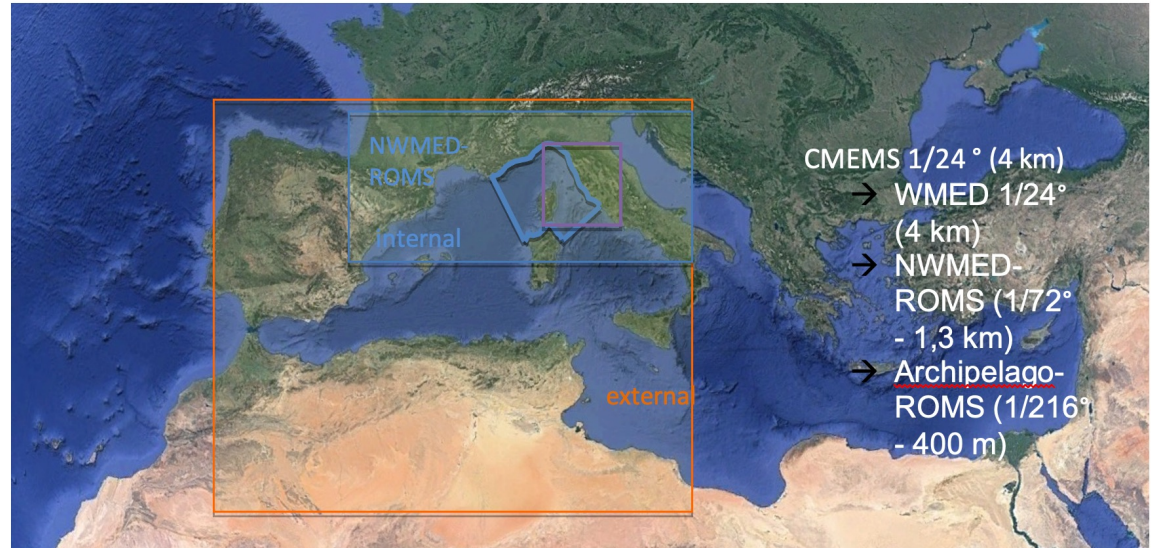 NWMED-
ROMS
internal
external
CMEMS 1/24 ° (4 km)
→ WMED 1/24°
(4 km)
→ NWMED-
ROMS (1/72°
- 1,3 km)
→ Archipelago-
ROMS (1/216°
- 400 m)